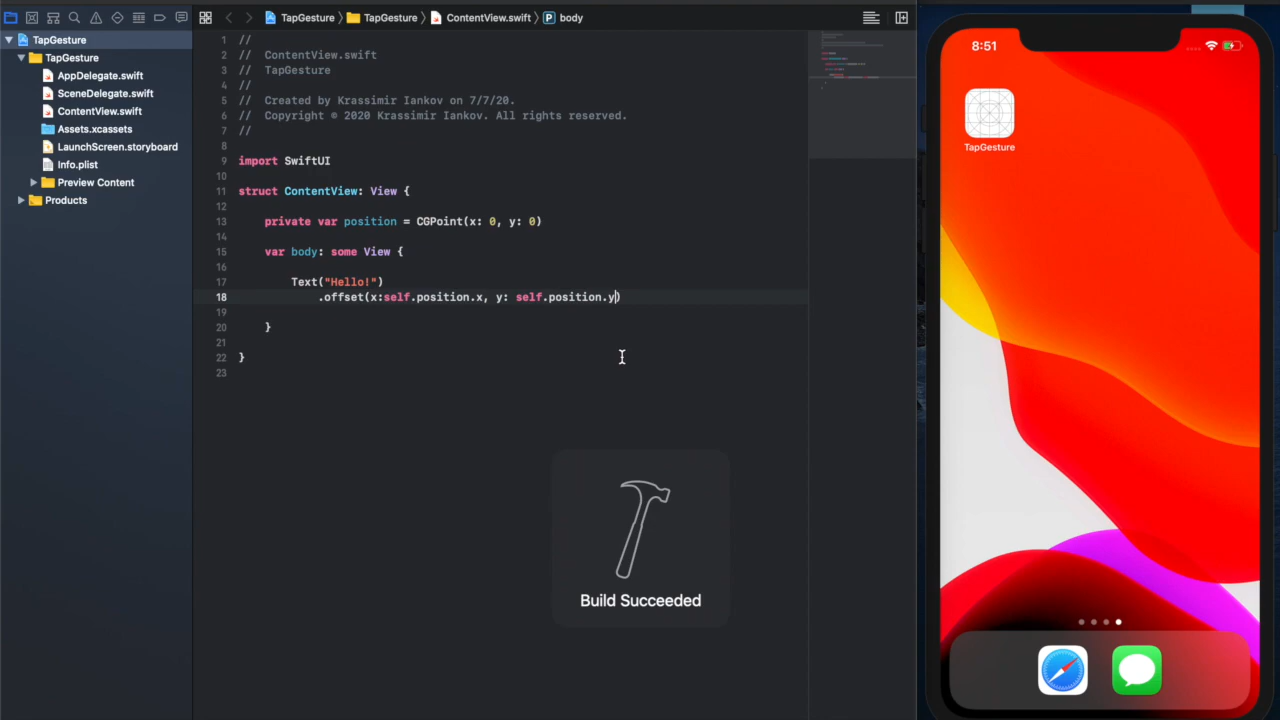 TapGesture
TapGesture
AppDelegate.swift
SceneDelegate.swift
ContentView.swift
Assets.xcassets
LaunchScreen.storyboard
Info.plist
Preview Content
Products
TapGesture 〉 TapGesture 〉 ContentView.swift 〉 P body
1 //
2 //  ContentView.swift
3 //  TapGesture
4 //
5 //  Created by Krassimir Iankov on 7/7/20.
6 //  Copyright © 2020 Krassimir Iankov. All rights reserved.
7 //
8
9 import SwiftUI
10
11 struct ContentView: View {
12
13     private var position = CGPoint(x: 0, y: 0)
14
15     var body: some View {
16
17         Text("Hello!")
18             .offset(x:self.position.x, y: self.position.y)
19
20     }
21
22 }
23
Build Succeeded
8:51
TapGesture